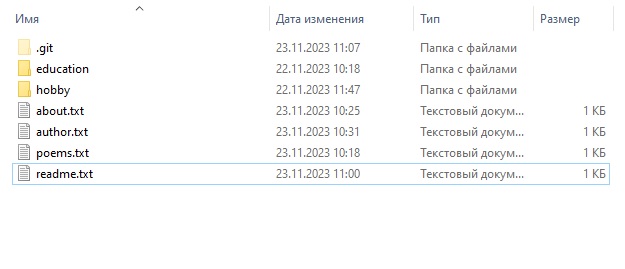 Имя Дата изменения Тип Размер
.git 23.11.2023 11:07 Папка с файлами
education 22.11.2023 10:18 Папка с файлами
hobby 22.11.2023 11:47 Папка с файлами
about.txt 23.11.2023 10:25 Текстовый докум... 1 КБ
author.txt 23.11.2023 10:31 Текстовый докум... 1 КБ
poems.txt 23.11.2023 10:18 Текстовый докум... 1 КБ
readme.txt 23.11.2023 11:00 Текстовый докум... 1 КБ